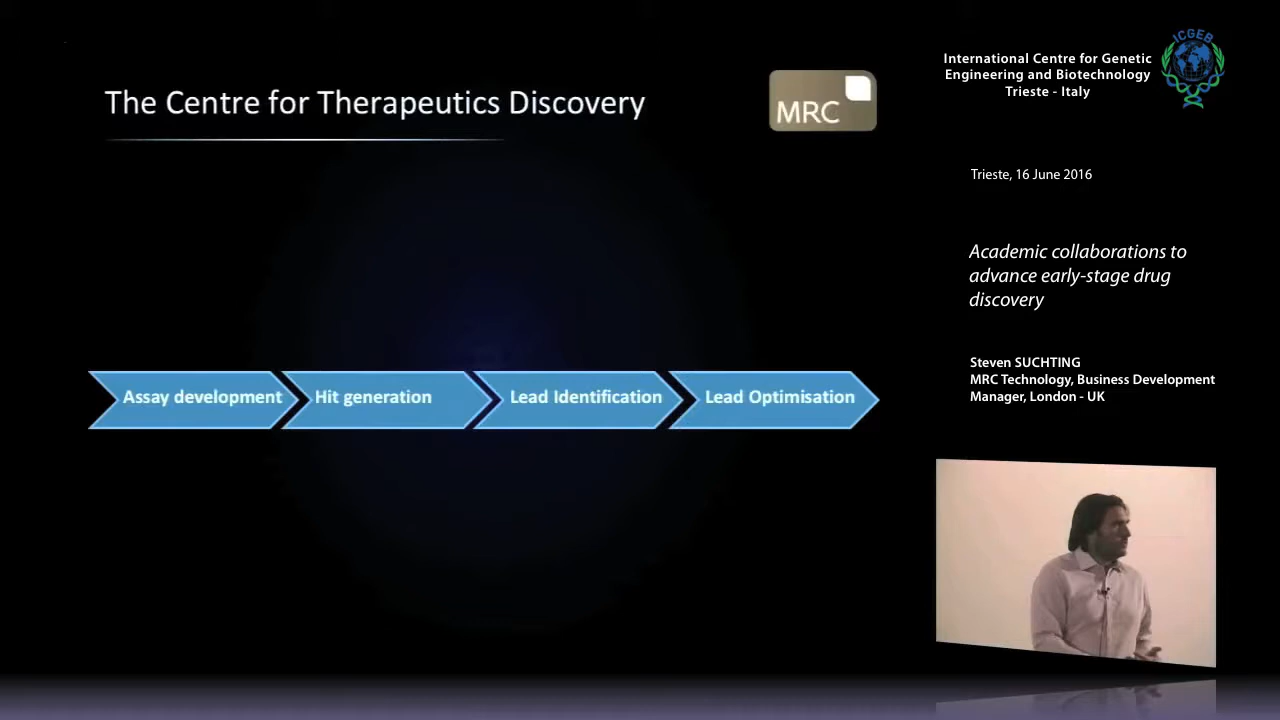 The Centre for Therapeutics Discovery
MRC
ICGEB
International Centre for Genetic
Engineering and Biotechnology
Trieste - Italy
Trieste, 16 June 2016
Academic collaborations to
advance early-stage drug
discovery
Steven SUCHTING
MRC Technology, Business Development
Manager, London - UK
Assay development
Hit generation
Lead Identification
Lead Optimisation